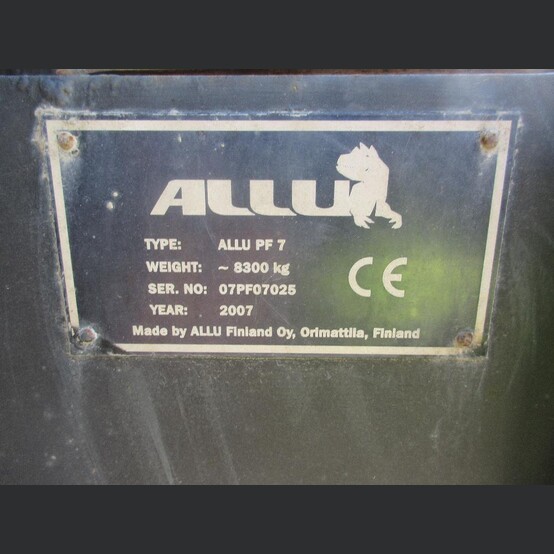 ALLU
TYPE: ALLU PF 7
WEIGHT: ~ 8300 kg
SER. NO: 07PF07025
YEAR: 2007
CE
Made by ALLU Finland Oy, Orimattila, Finland